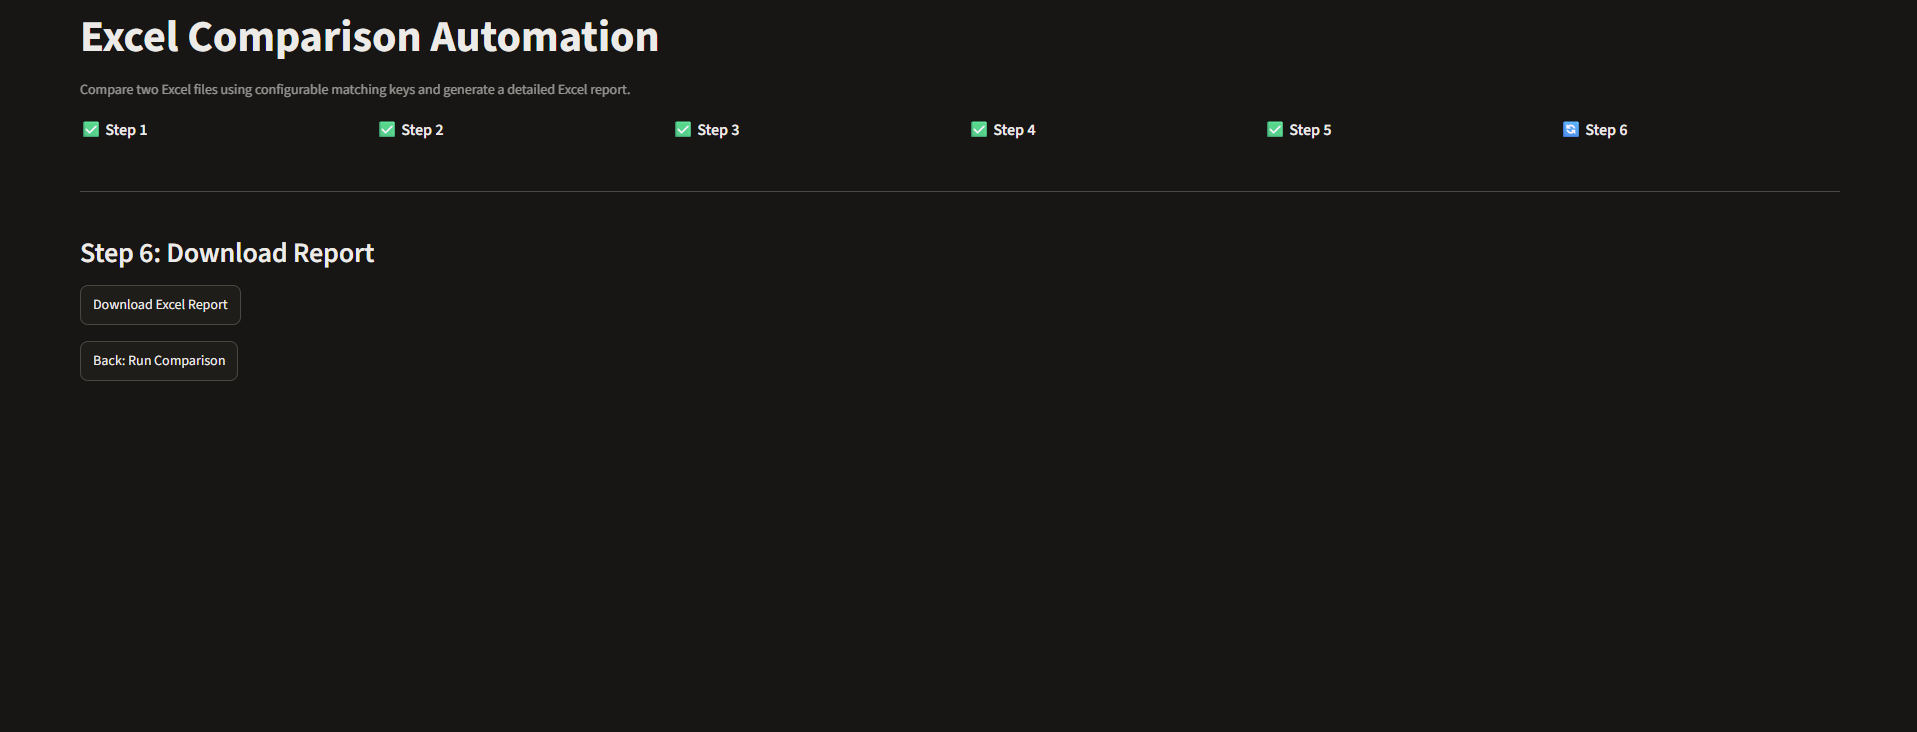 Excel Comparison Automation
Compare two Excel files using configurable matching keys and generate a detailed Excel report.
✅ Step 1
✅ Step 2
✅ Step 3
✅ Step 4
✅ Step 5
🔄 Step 6
Step 6: Download Report
Download Excel Report
Back: Run Comparison